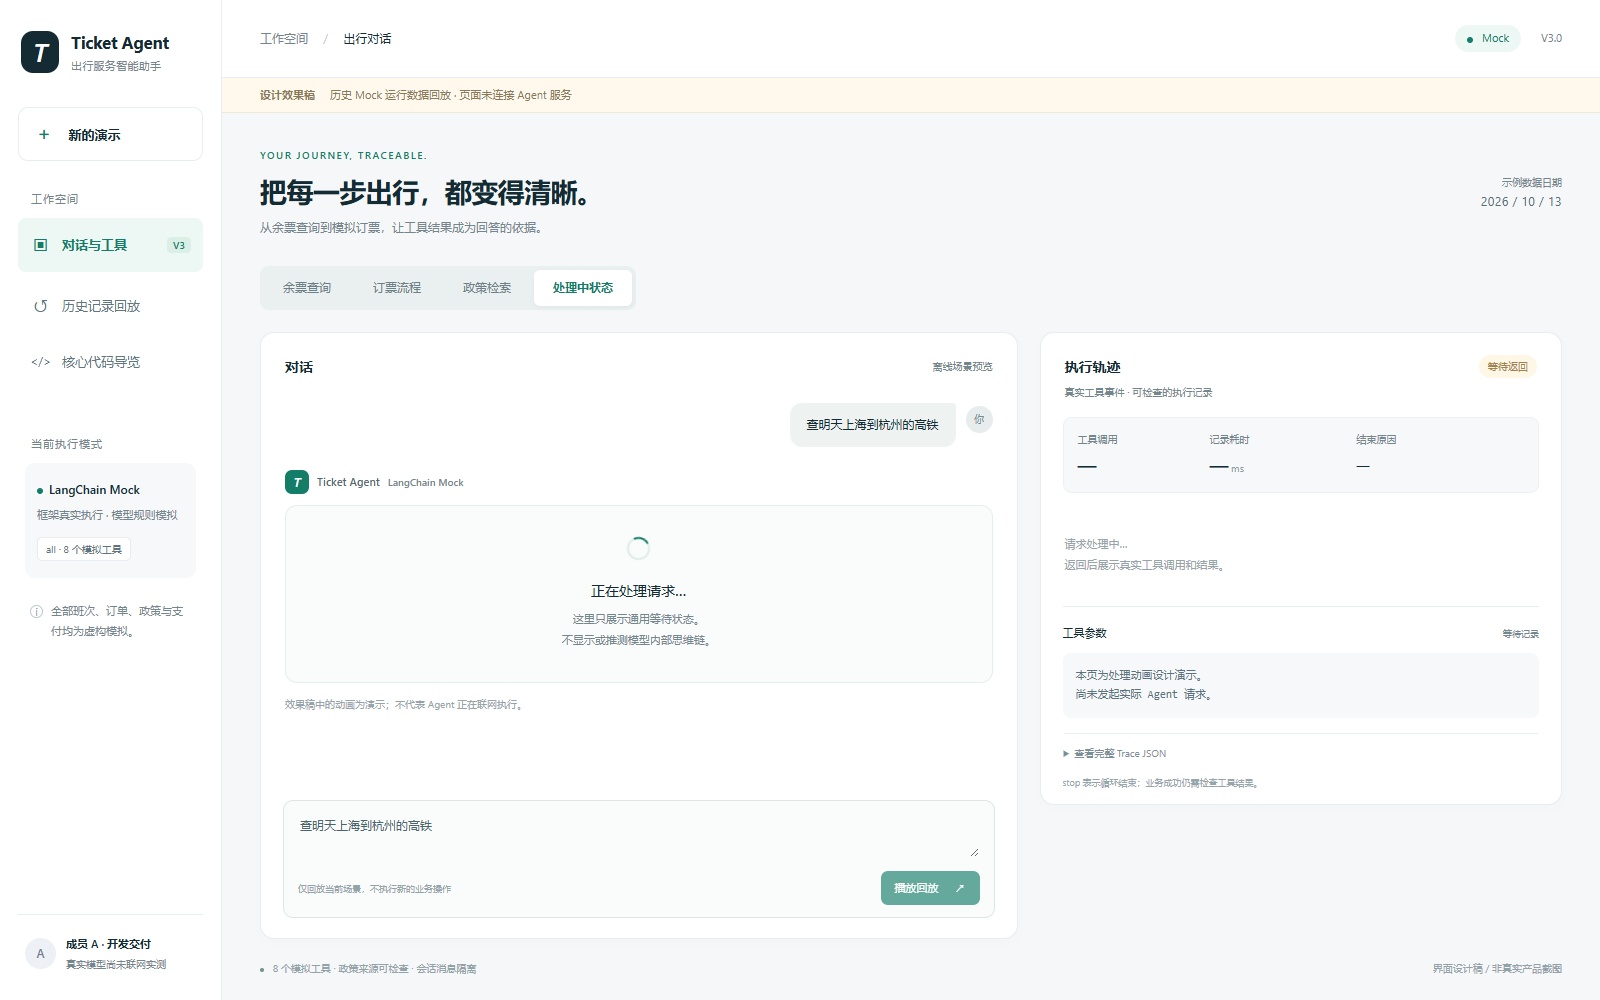 T
Ticket Agent
出行服务智能助手
+ 新的演示
工作空间
对话与工具 V3
历史记录回放
</> 核心代码导览
当前执行模式
LangChain Mock
框架真实执行 · 模型规则模拟
all · 8 个模拟工具
全部班次、订单、政策与支
付均为虚构模拟。
A
成员 A · 开发交付
真实模型尚未联网实测
工作空间 / 出行对话
Mock
V3.0
设计效果稿 历史 Mock 运行数据回放 · 页面未连接 Agent 服务
YOUR JOURNEY, TRACEABLE.
把每一步出行，都变得清晰。
从余票查询到模拟订票，让工具结果成为回答的依据。
示例数据日期
2026 / 10 / 13
余票查询 订票流程 政策检索 处理中状态
对话
离线场景预览
查明天上海到杭州的高铁
你
T Ticket Agent LangChain Mock
正在处理请求...
这里只展示通用等待状态。
不显示或推测模型内部思维链。
效果稿中的动画为演示；不代表 Agent 正在联网执行。
查明天上海到杭州的高铁
仅回放当前场景，不执行新的业务操作
播放回放 ↗
执行轨迹
等待返回
真实工具事件 · 可检查的执行记录
工具调用 记录耗时 结束原因
— — ms —
请求处理中...
返回后展示真实工具调用和结果。
工具参数
等待记录
本页为处理动画设计演示。
尚未发起实际 Agent 请求。
▶ 查看完整 Trace JSON
stop 表示循环结束；业务成功仍需检查工具结果。
8 个模拟工具 · 政策来源可检查 · 会话消息隔离
界面设计稿 / 非真实产品截图